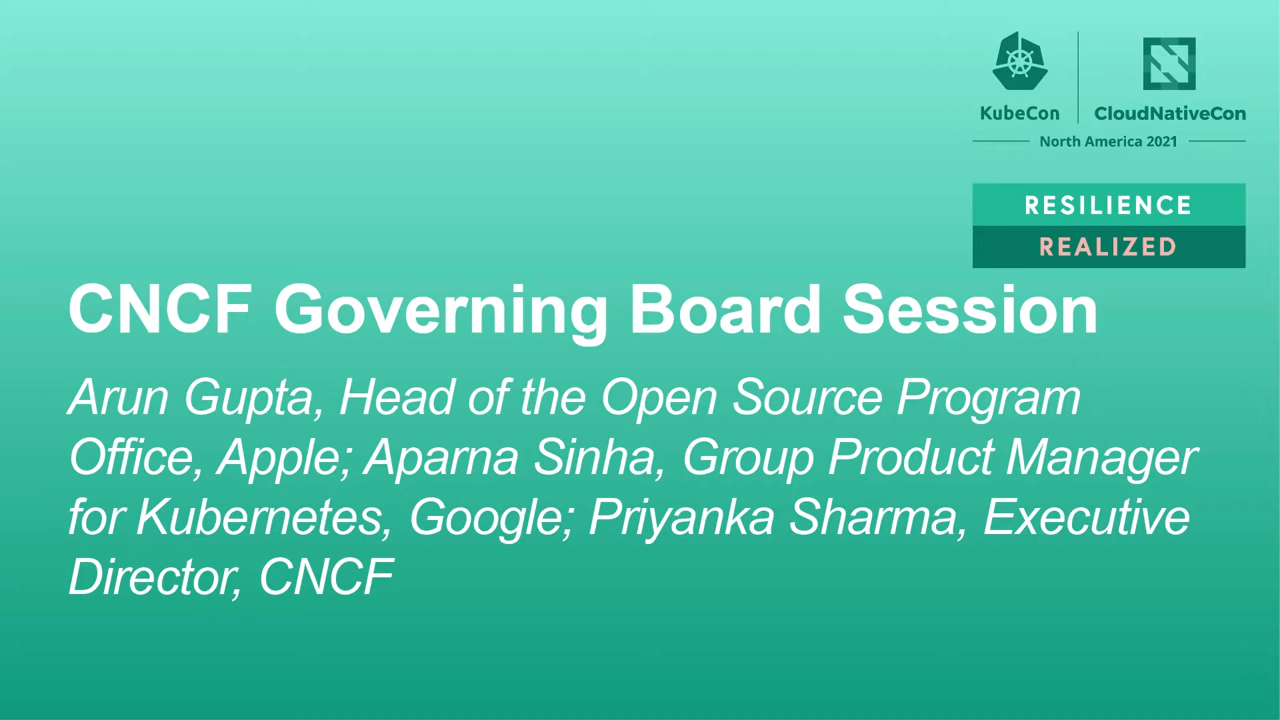 KubeCon
CloudNativeCon
North America 2021
RESILIENCE
REALIZED
CNCF Governing Board Session
Arun Gupta, Head of the Open Source Program
Office, Apple; Aparna Sinha, Group Product Manager
for Kubernetes, Google; Priyanka Sharma, Executive
Director, CNCF